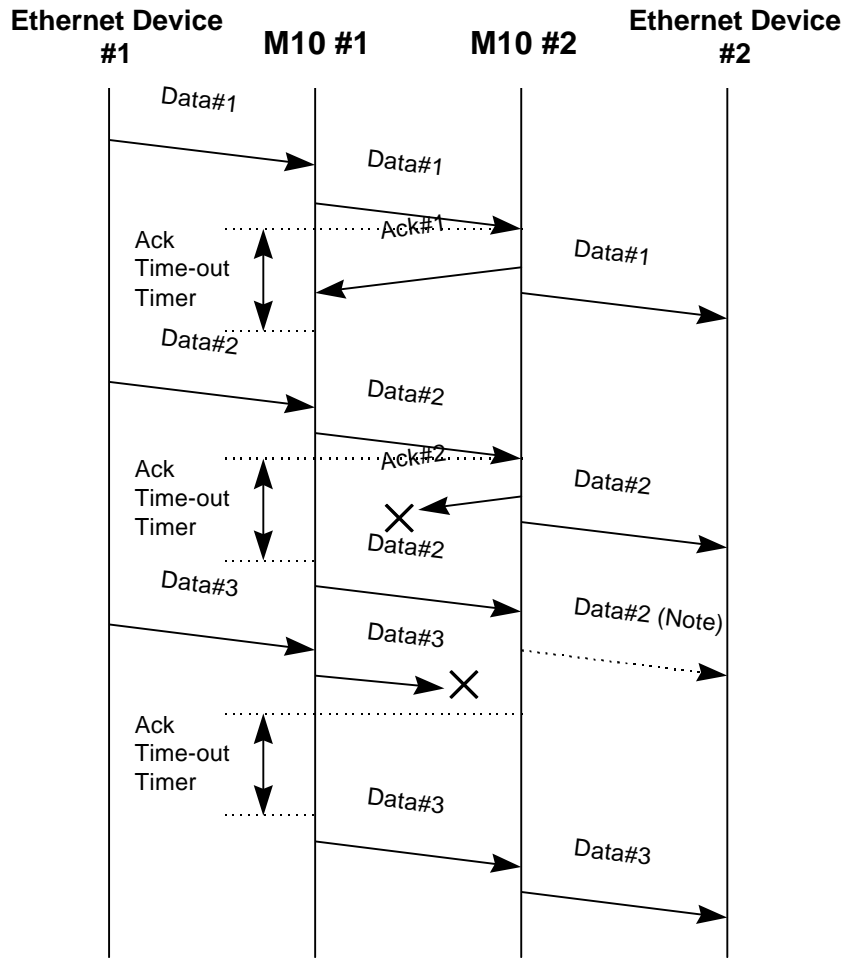 Ethernet Device
#1
M10 #1
M10 #2
Ethernet Device
#2
Data#1
Data#1
Ack#1
Data#1
Ack
Time-out
Timer
Data#2
Data#2
Ack#2
Data#2
Ack
Time-out
Timer
Data#2
Data#3
Data#2 (Note)
Data#3
Ack
Time-out
Timer
Data#3
Data#3